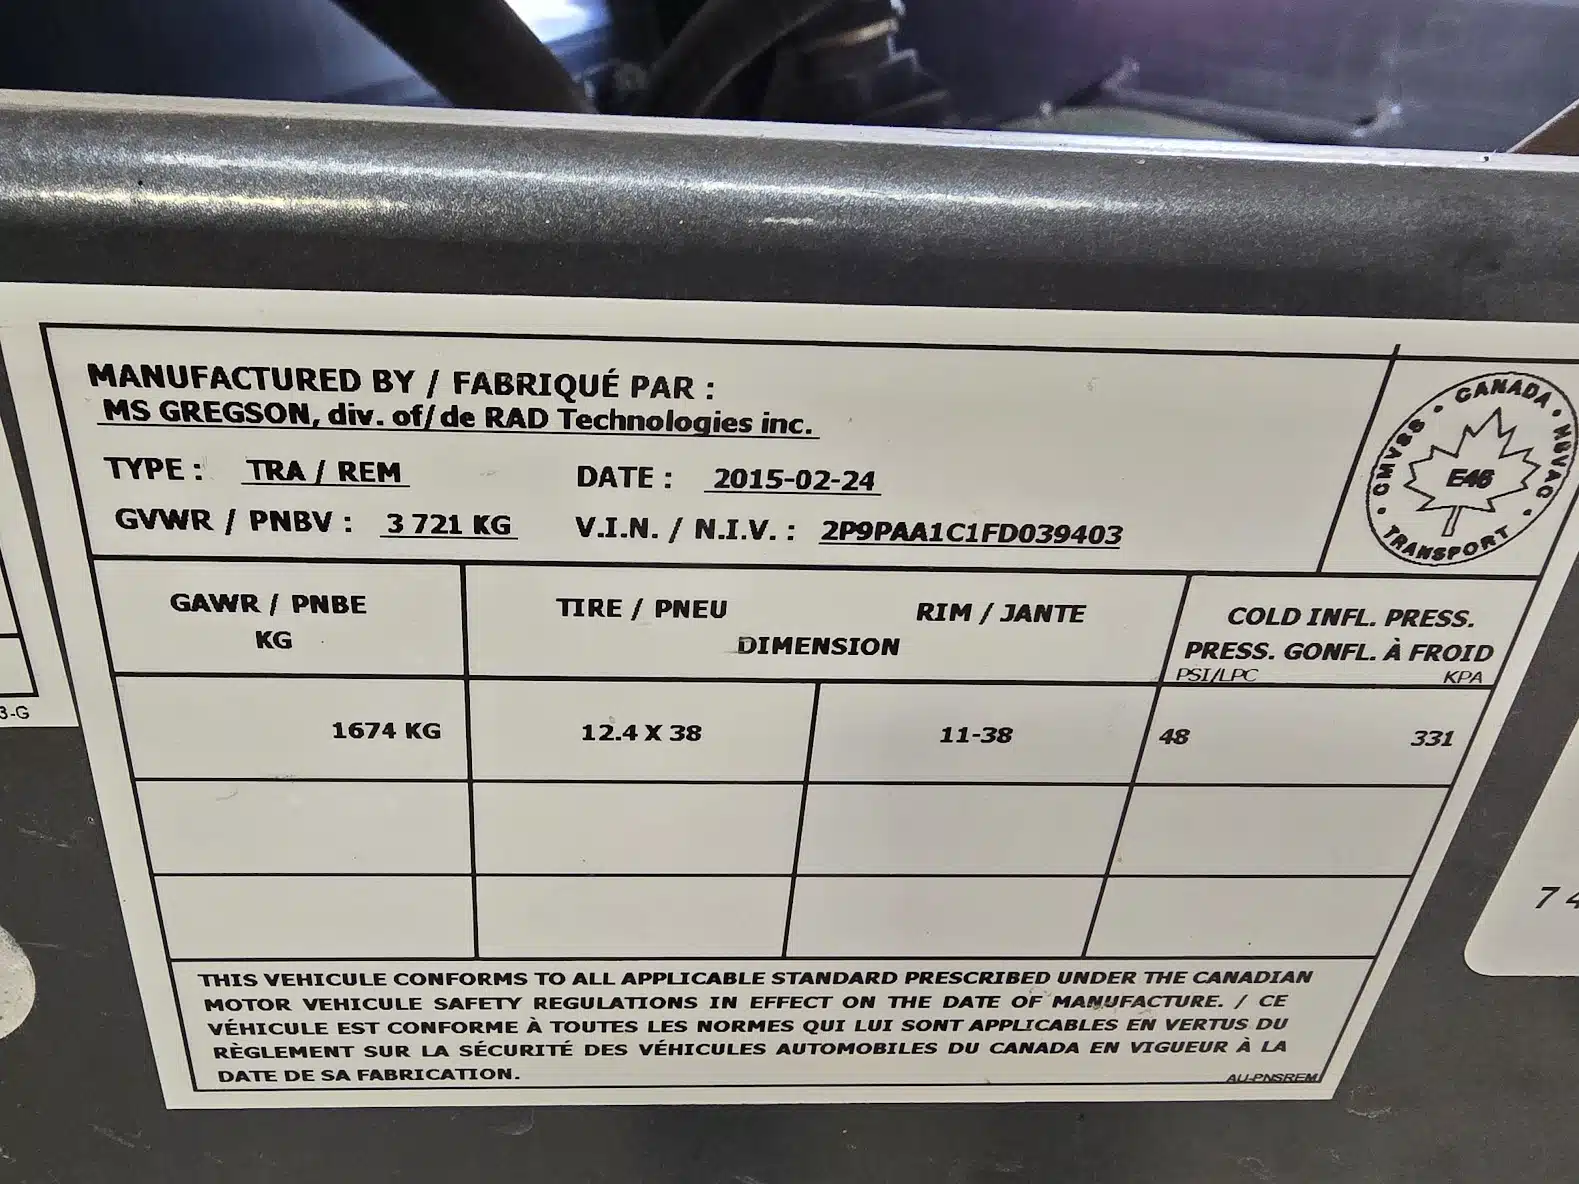 MANUFACTURED BY / FABRIQUÉ PAR :
MS GREGSON, div. of/de RAD Technologies inc.
TYPE : TRA / REM DATE : 2015-02-24
GVWR / PNBV : 3 721 KG V.I.N. / N.I.V. : 2P9PAA1C1FD039403
CANADA • NSVAC • TRANSPORT • CMVSS •
E46
GAWR / PNBE
KG
TIRE / PNEU RIM / JANTE
DIMENSION
COLD INFL. PRESS.
PRESS. GONFL. À FROID
PSI/LPC KPA
1674 KG 12.4 X 38 11-38 48 331
THIS VEHICULE CONFORMS TO ALL APPLICABLE STANDARD PRESCRIBED UNDER THE CANADIAN
MOTOR VEHICULE SAFETY REGULATIONS IN EFFECT ON THE DATE OF MANUFACTURE. / CE
VÉHICULE EST CONFORME À TOUTES LES NORMES QUI LUI SONT APPLICABLES EN VERTUS DU
RÈGLEMENT SUR LA SÉCURITÉ DES VÉHICULES AUTOMOBILES DU CANADA EN VIGUEUR À LA
DATE DE SA FABRICATION.
AU-PNSREM
3-G
7 4